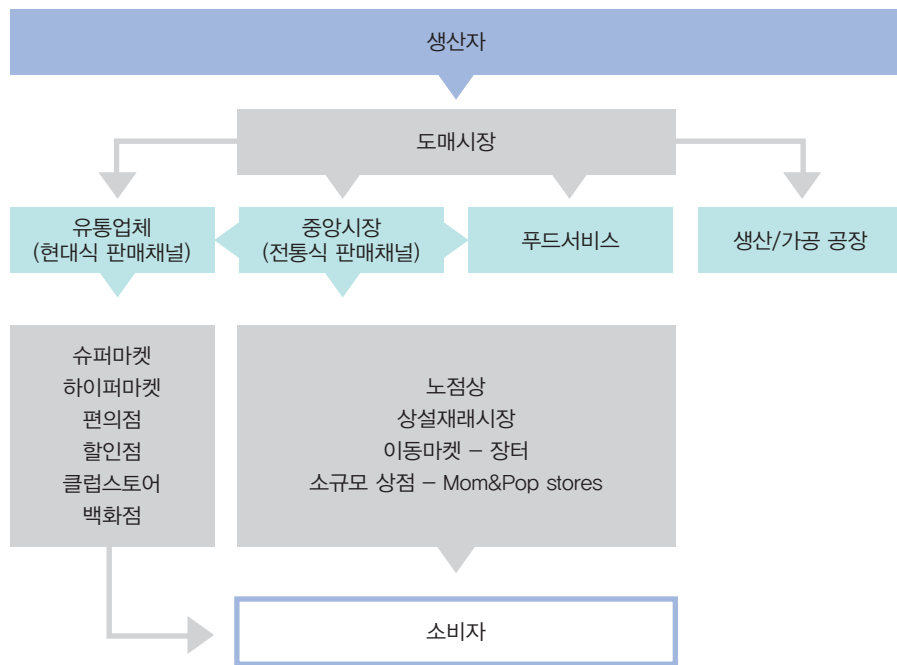 생산자
도매시장
유통업체
(현대식 판매채널)
중앙시장
(전통식 판매채널)
푸드서비스
생산/가공 공장
슈퍼마켓
하이퍼마켓
편의점
할인점
클럽스토어
백화점
노점상
상설재래시장
이동마켓 – 장터
소규모 상점 – Mom&Pop stores
소비자